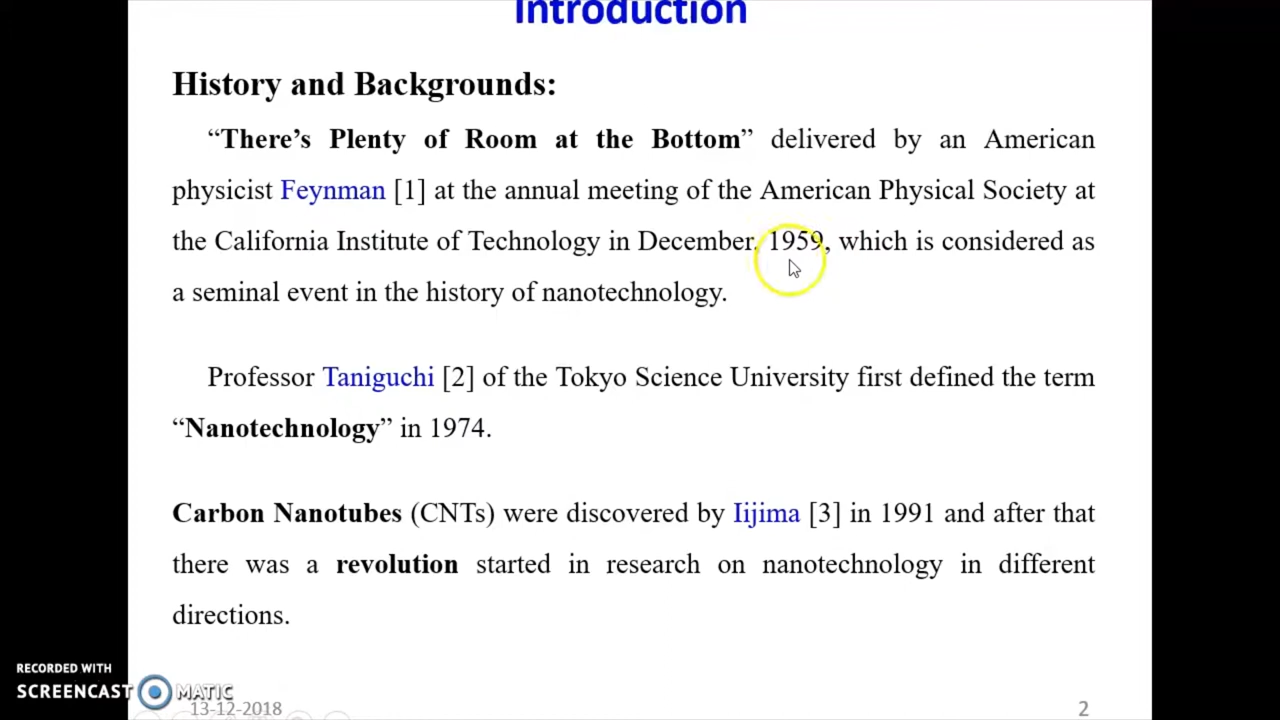 Introduction
History and Backgrounds:
“There’s Plenty of Room at the Bottom” delivered by an American
physicist Feynman [1] at the annual meeting of the American Physical Society at
the California Institute of Technology in December, 1959, which is considered as
a seminal event in the history of nanotechnology.
Professor Taniguchi [2] of the Tokyo Science University first defined the term
“Nanotechnology” in 1974.
Carbon Nanotubes (CNTs) were discovered by Iijima [3] in 1991 and after that
there was a revolution started in research on nanotechnology in different
directions.
RECORDED WITH
SCREENCAST MATIC
13-12-2018
2